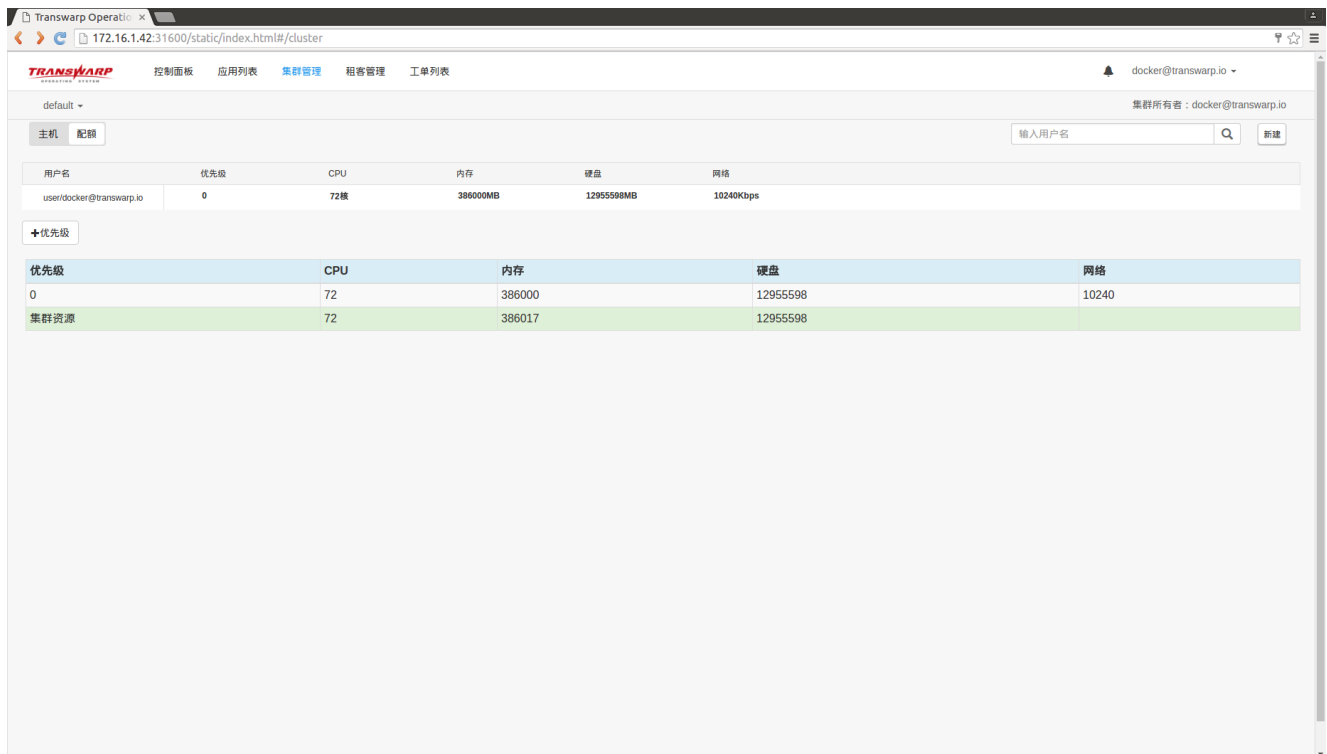 Transwarp Operatio
172.16.1.42:31600/static/index.html#/cluster
TRANSWARP 控制面板 应用列表 集群管理 租客管理 工单列表 docker@transwarp.io
OPERATING SYSTEM
default 集群所有者：docker@transwarp.io
主机 配额 输入用户名 新建
用户名 优先级 CPU 内存 硬盘 网络
user/docker@transwarp.io 0 72核 386000MB 12955598MB 10240Kbps
+优先级
优先级 CPU 内存 硬盘 网络
0 72 386000 12955598 10240
集群资源 72 386017 12955598